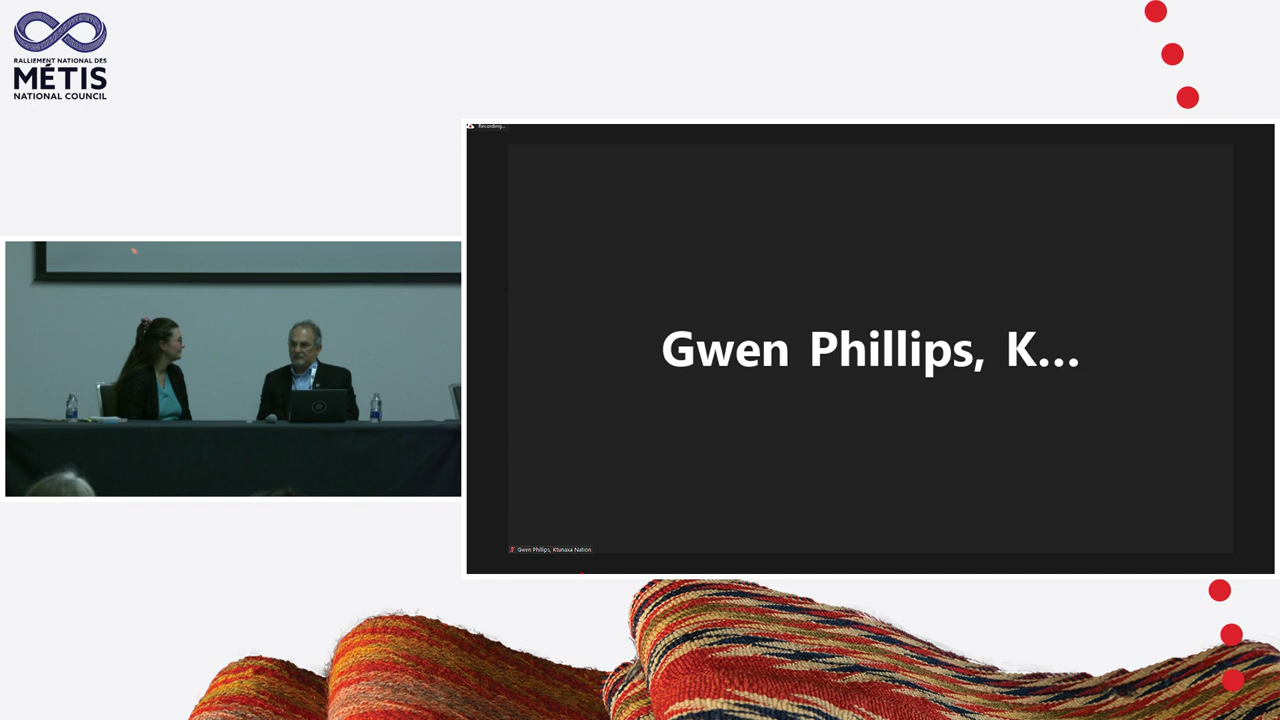 RALLIEMENT NATIONAL DES
MÉTIS
NATIONAL COUNCIL
Recording...
Gwen Phillips, K...
Gwen Phillips, Ktunaxa Nation